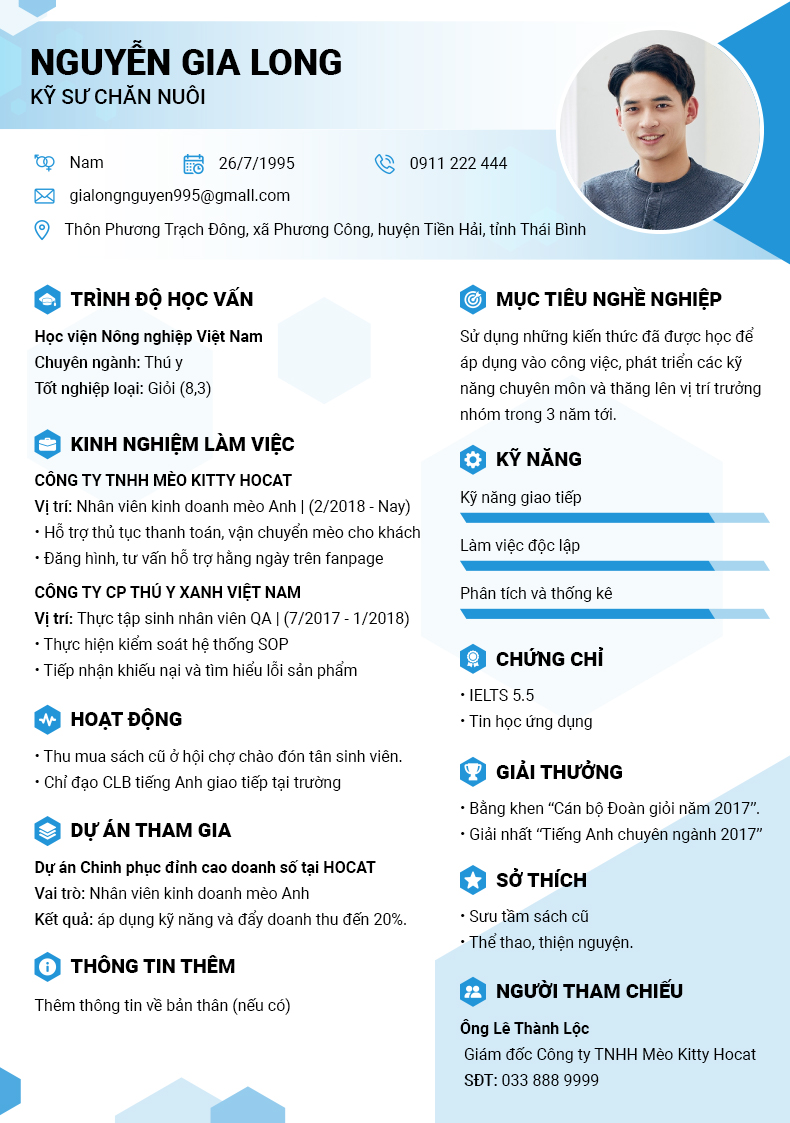 NGUYỄN GIA LONG
KỸ SƯ CHĂN NUÔI
Nam
26/7/1995
0911 222 444
gialongnguyen995@gmall.com
Thôn Phương Trạch Đông, xã Phương Công, huyện Tiền Hải, tỉnh Thái Bình
TRÌNH ĐỘ HỌC VẤN
Học viện Nông nghiệp Việt Nam
Chuyên ngành: Thú y
Tốt nghiệp loại: Giỏi (8,3)
KINH NGHIỆM LÀM VIỆC
CÔNG TY TNHH MÈO KITTY HOCAT
Vị trí: Nhân viên kinh doanh mèo Anh | (2/2018 - Nay)
• Hỗ trợ thủ tục thanh toán, vận chuyển mèo cho khách
• Đăng hình, tư vấn hỗ trợ hằng ngày trên fanpage
CÔNG TY CP THÚ Y XANH VIỆT NAM
Vị trí: Thực tập sinh nhân viên QA | (7/2017 - 1/2018)
• Thực hiện kiểm soát hệ thống SOP
• Tiếp nhận khiếu nại và tìm hiểu lỗi sản phẩm
HOẠT ĐỘNG
• Thu mua sách cũ ở hội chợ chào đón tân sinh viên.
• Chỉ đạo CLB tiếng Anh giao tiếp tại trường
DỰ ÁN THAM GIA
Dự án Chinh phục đỉnh cao doanh số tại HOCAT
Vai trò: Nhân viên kinh doanh mèo Anh
Kết quả: áp dụng kỹ năng và đẩy doanh thu đến 20%.
THÔNG TIN THÊM
Thêm thông tin về bản thân (nếu có)
MỤC TIÊU NGHỀ NGHIỆP
Sử dụng những kiến thức đã được học để
áp dụng vào công việc, phát triển các kỹ
năng chuyên môn và thăng lên vị trí trưởng
nhóm trong 3 năm tới.
KỸ NĂNG
Kỹ năng giao tiếp
Làm việc độc lập
Phân tích và thống kê
CHỨNG CHỈ
• IELTS 5.5
• Tin học ứng dụng
GIẢI THƯỞNG
• Bằng khen “Cán bộ Đoàn giỏi năm 2017”.
• Giải nhất “Tiếng Anh chuyên ngành 2017”
SỞ THÍCH
• Sưu tầm sách cũ
• Thể thao, thiện nguyện.
NGƯỜI THAM CHIẾU
Ông Lê Thành Lộc
Giám đốc Công ty TNHH Mèo Kitty Hocat
SĐT: 033 888 9999